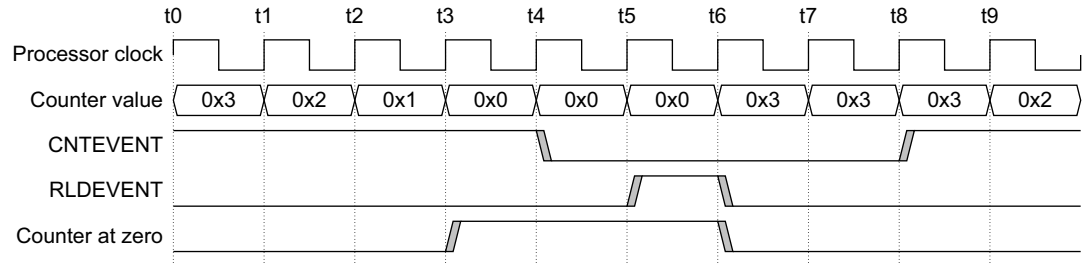 t0 t1 t2 t3 t4 t5 t6 t7 t8 t9
Processor clock
Counter value 0x3 0x2 0x1 0x0 0x0 0x0 0x3 0x3 0x3 0x2
CNTEVENT
RLDEVENT
Counter at zero